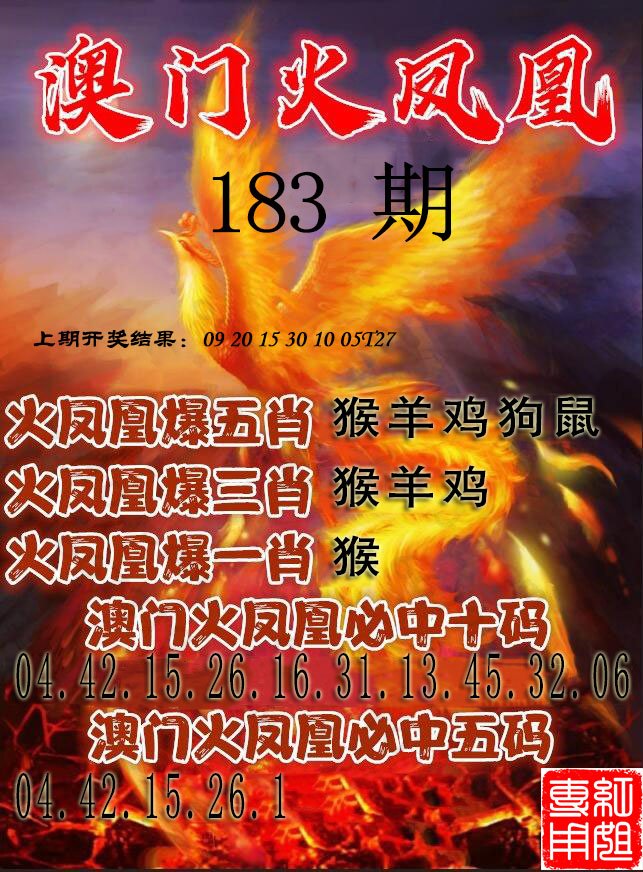 澳门火凤凰
183 期
上期开奖结果：09 20 15 30 10 05T27
火凤凰爆五肖 猴羊鸡狗鼠
火凤凰爆三肖 猴羊鸡
火凤凰爆一肖 猴
澳门火凤凰必中十码
04.42.15.26.16.31.13.45.32.06
澳门火凤凰必中五码
04.42.15.26.1
红姐专用